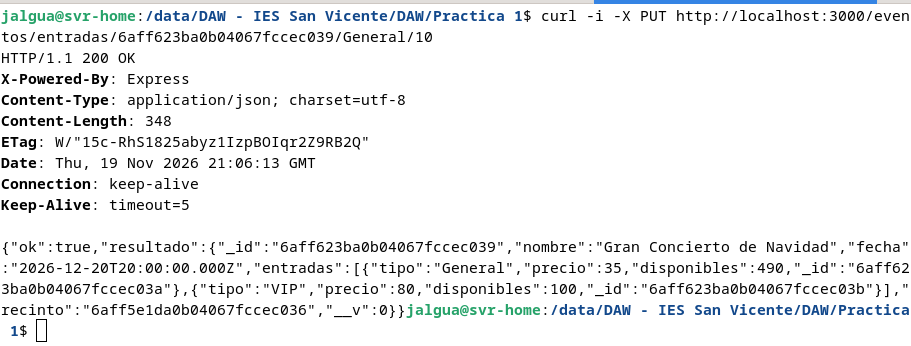 jalgua@svr-home:/data/DAW - IES San Vicente/DAW/Practica 1$ curl -i -X PUT http://localhost:3000/even
tos/entradas/6aff623ba0b04067fccec039/General/10
HTTP/1.1 200 OK
X-Powered-By: Express
Content-Type: application/json; charset=utf-8
Content-Length: 348
ETag: W/"15c-RhS1825abyz1IzpBOIqr2Z9RB2Q"
Date: Thu, 19 Nov 2026 21:06:13 GMT
Connection: keep-alive
Keep-Alive: timeout=5

{"ok":true,"resultado":{"_id":"6aff623ba0b04067fccec039","nombre":"Gran Concierto de Navidad","fecha"
:"2026-12-20T20:00:00.000Z","entradas":[{"tipo":"General","precio":35,"disponibles":490,"_id":"6aff62
3ba0b04067fccec03a"},{"tipo":"VIP","precio":80,"disponibles":100,"_id":"6aff623ba0b04067fccec03b"}],"
recinto":"6aff5e1da0b04067fccec036","__v":0}}jalgua@svr-home:/data/DAW - IES San Vicente/DAW/Practica
 1$